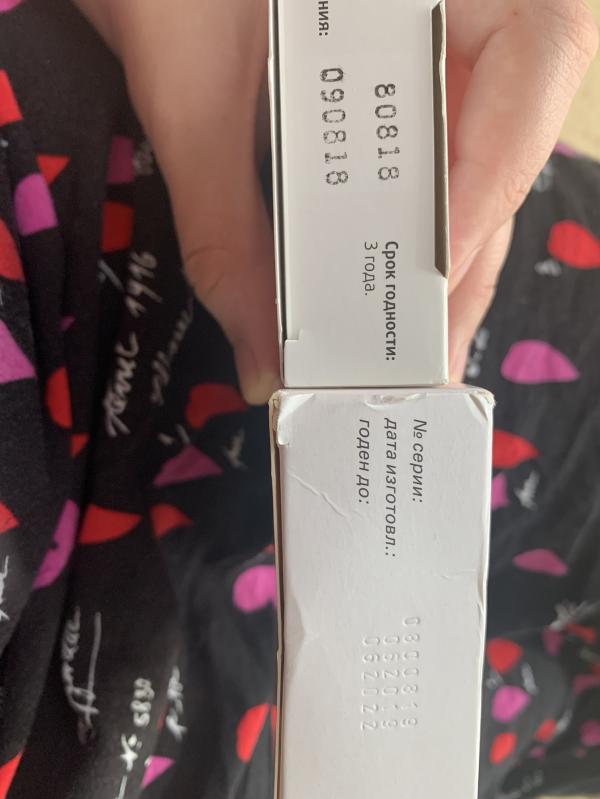 80818
ния: 090818
Срок годности:
3 года.
№ серии: 0800819
дата изготовл.: 062019
годен до: 062022